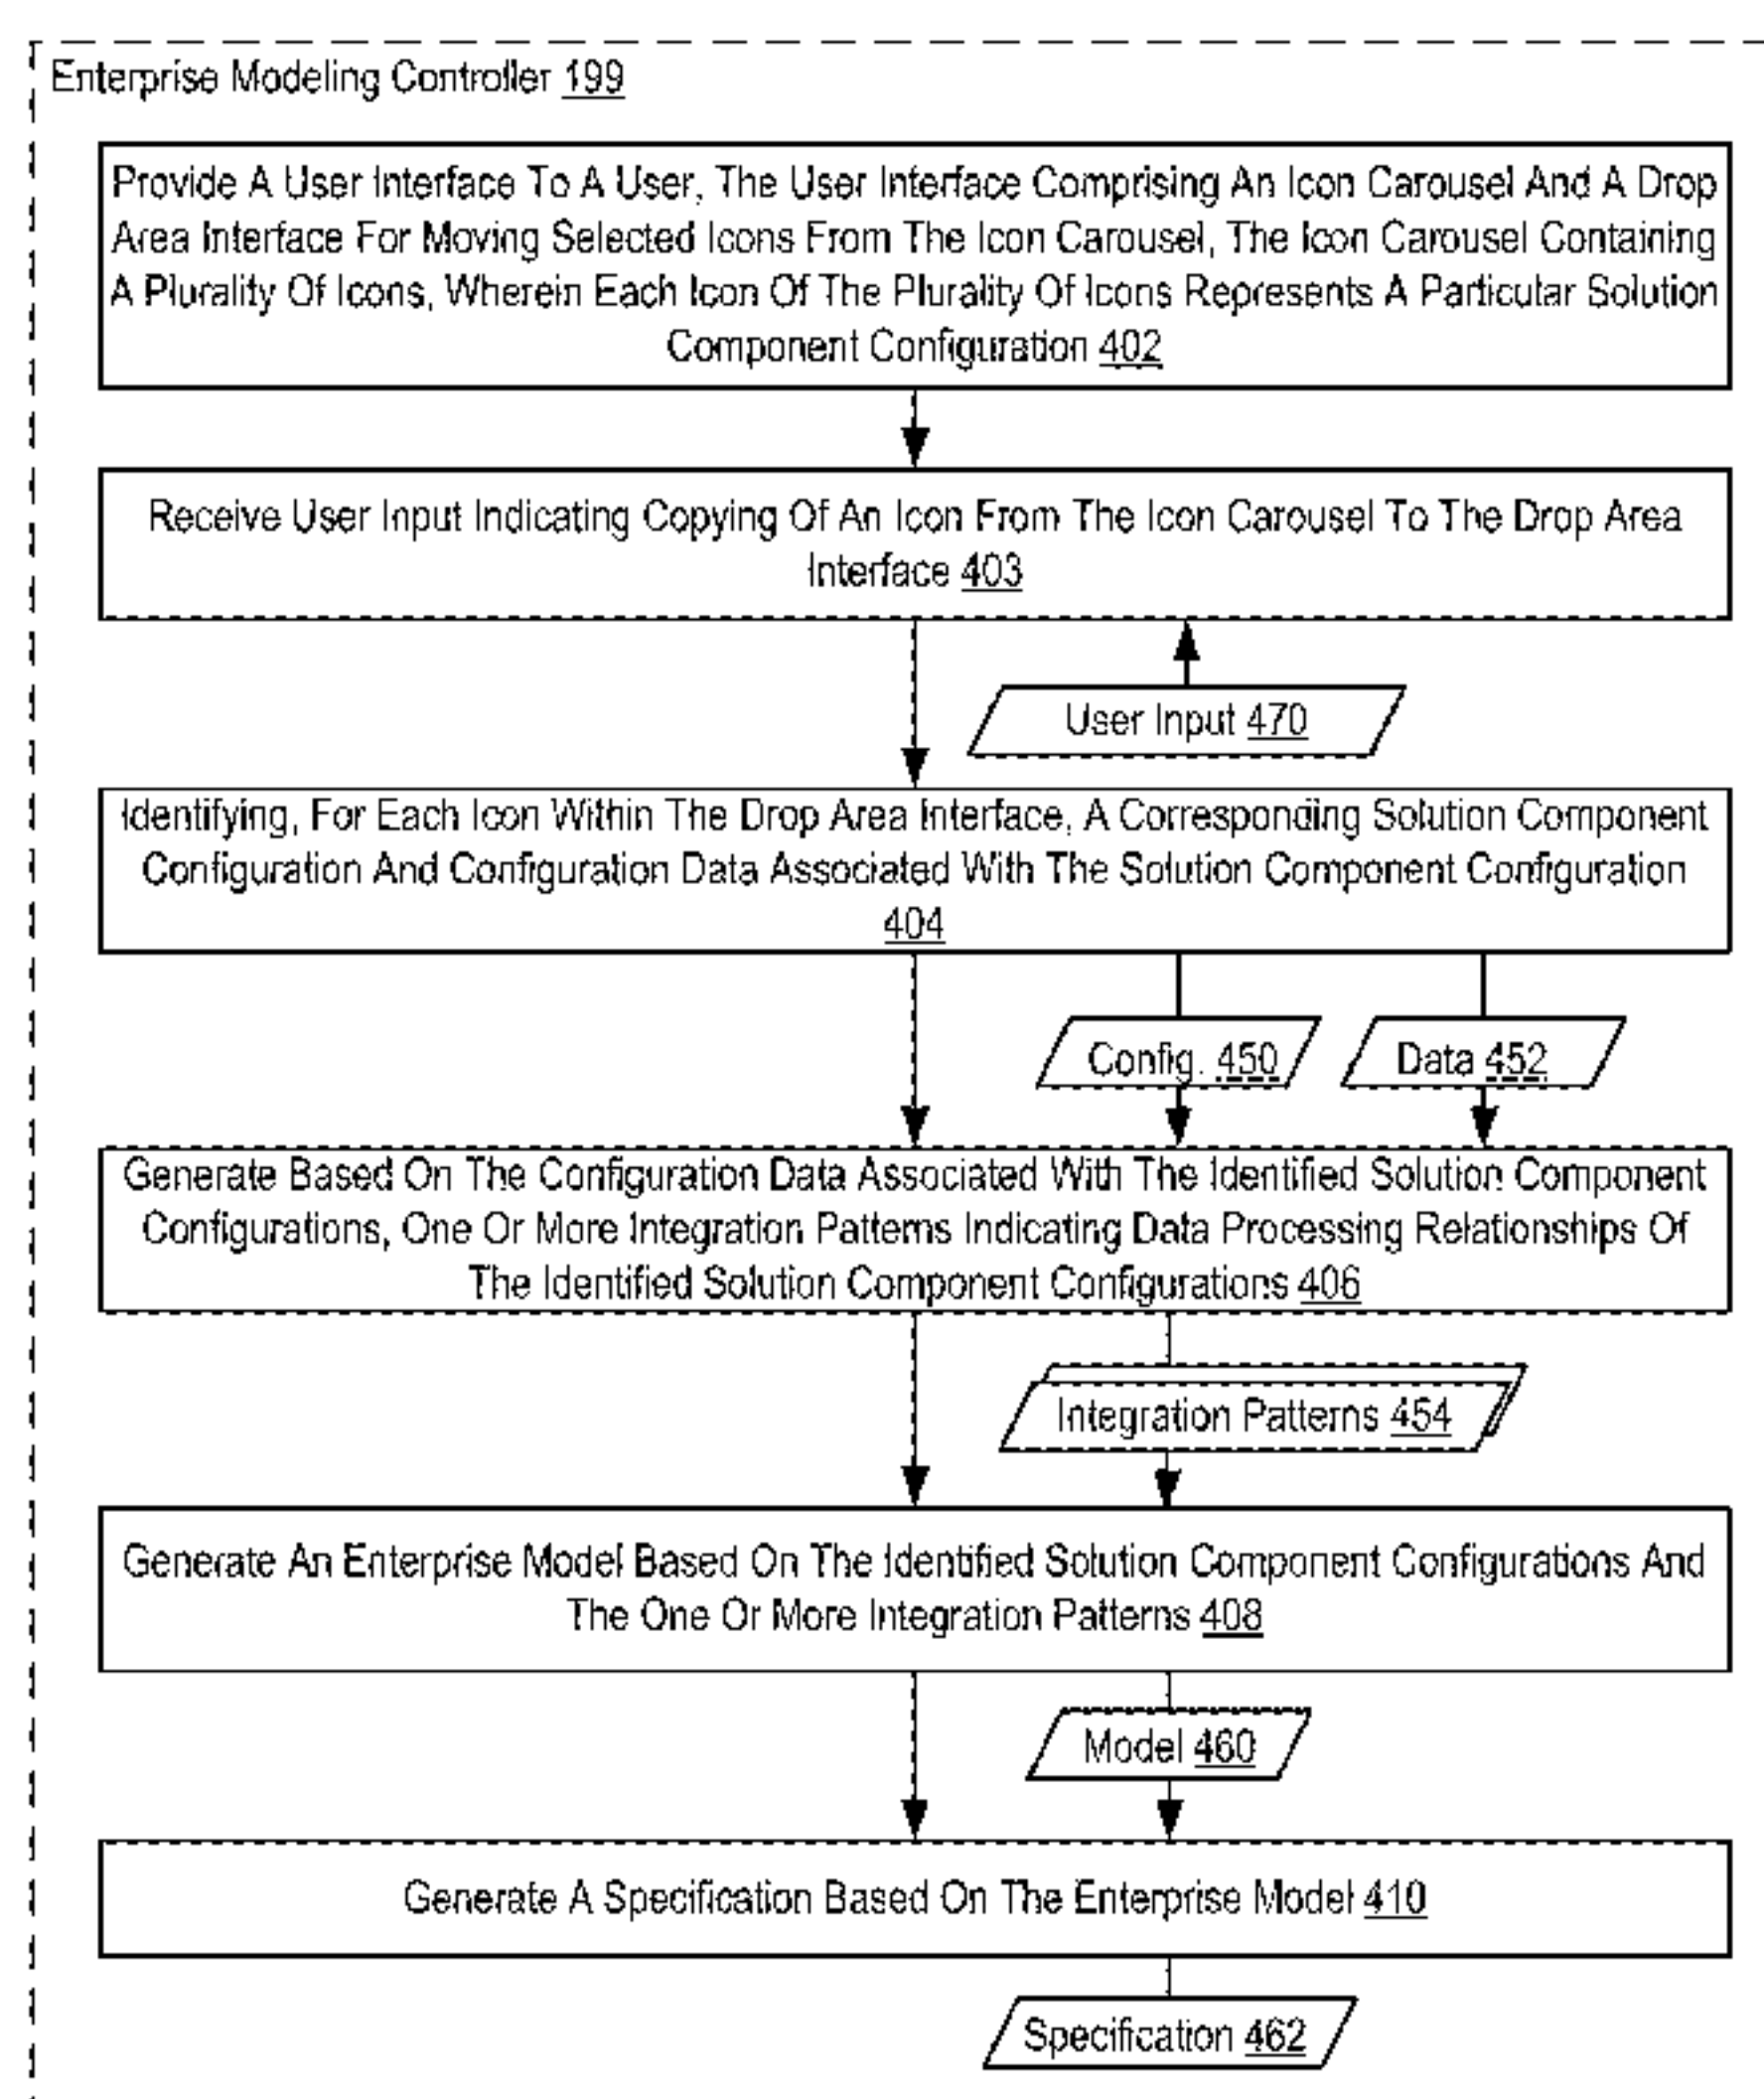 Enterprise Modeling Controller 199
Provide A User Interface To A User, The User Interface Comprising An Icon Carousel And A Drop
Area Interface For Moving Selected Icons From The Icon Carousel, The Icon Carousel Containing
A Plurality Of Icons, Wherein Each Icon Of The Plurality Of Icons Represents A Particular Solution
Component Configuration 402
Receive User Input Indicating Copying Of An Icon From The Icon Carousel To The Drop Area
Interface 403
User Input 470
Identifying, For Each Icon Within The Drop Area Interface, A Corresponding Solution Component
Configuration And Configuration Data Associated With The Solution Component Configuration
404
Config. 450
Data 452
Generate Based On The Configuration Data Associated With The Identified Solution Component
Configurations, One Or More Integration Patterns Indicating Data Processing Relationships Of
The Identified Solution Component Configurations 406
Integration Patterns 454
Generate An Enterprise Model Based On The Identified Solution Component Configurations And
The One Or More Integration Patterns 408
Model 460
Generate A Specification Based On The Enterprise Model 410
Specification 462